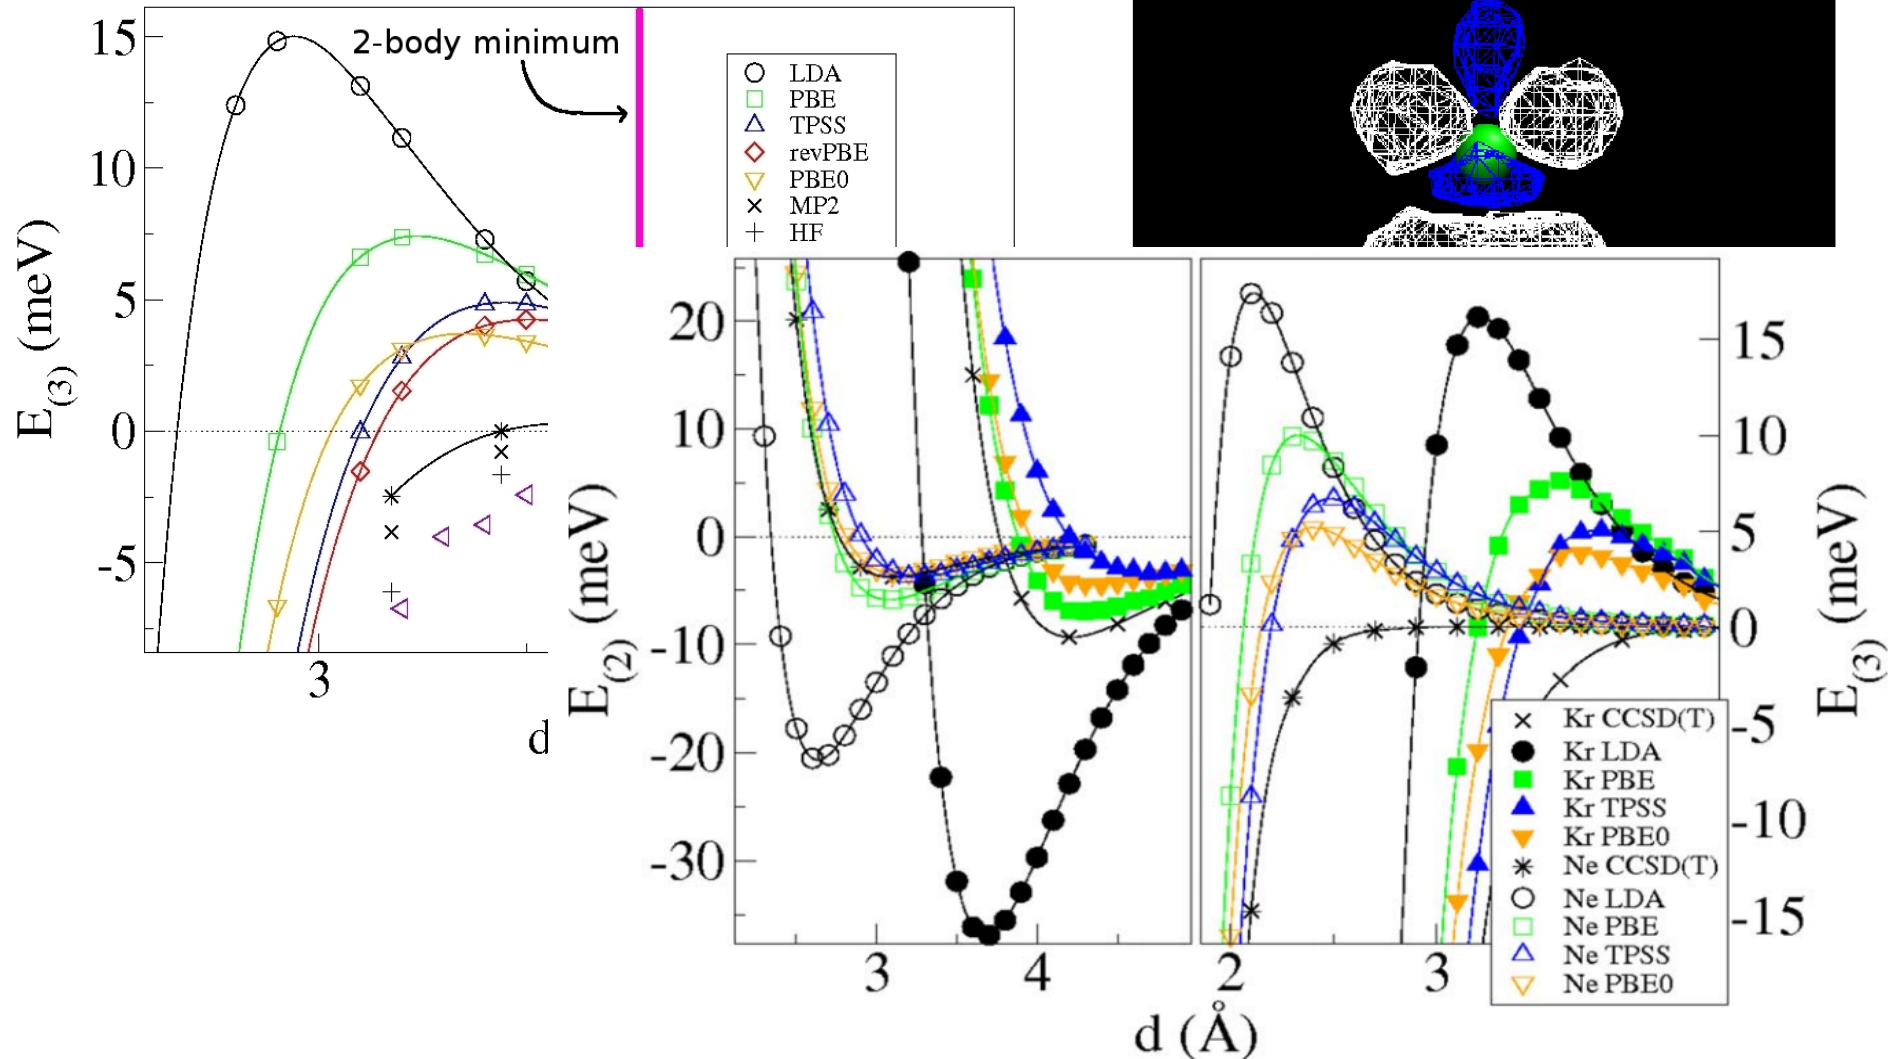 15
10
5
0
-5
E(3) (meV)
3
d
2-body minimum
LDA
PBE
TPSS
revPBE
PBE0
MP2
HF
20
10
0
-10
-20
-30
E(2) (meV)
3
4
2
3
d (Å)
15
10
5
0
-5
-10
-15
E(3) (meV)
Kr CCSD(T)
Kr LDA
Kr PBE
Kr TPSS
Kr PBE0
Ne CCSD(T)
Ne LDA
Ne PBE
Ne TPSS
Ne PBE0